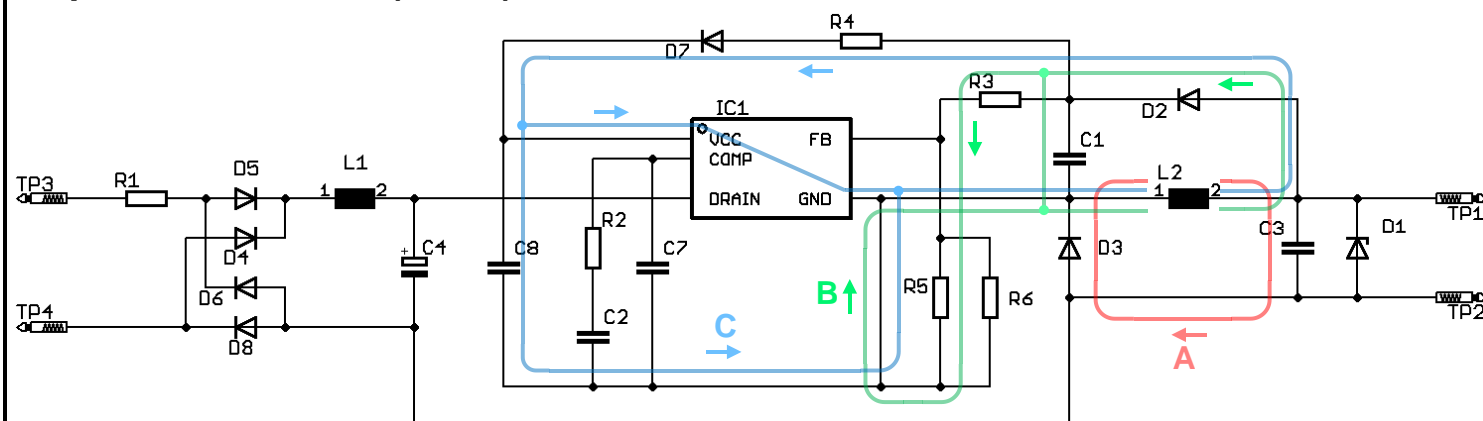 R4
D7
R3
D2
IC1
VCC FB
COMP
DRAIN GND
C1
TP3 R1 D5 L1
1 2
L2
1 2
D4
C4
C8
R2
C7
D3
C3
D1
TP1
D6
TP4
D8
C2
B
R5
R6
TP2
C
A